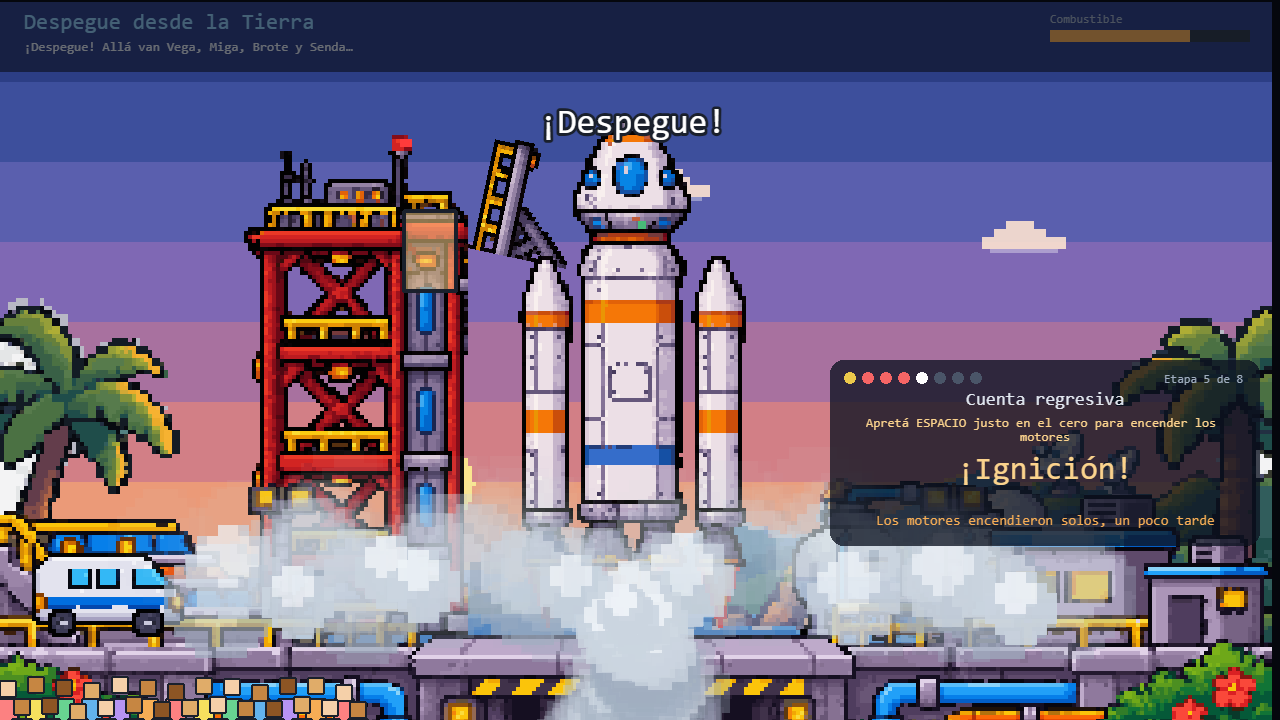 Despegue desde la Tierra
¡Despegue! Allá van Vega, Miga, Brote y Senda…
Combustible
¡Despegue!
Etapa 5 de 8
Cuenta regresiva
Apretá ESPACIO justo en el cero para encender los
motores
¡Ignición!
Los motores encendieron solos, un poco tarde